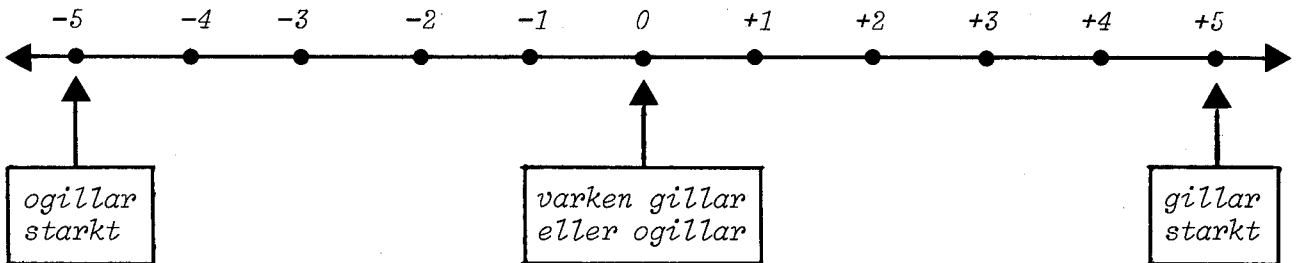 -5 -4 -3 -2 -1 0 +1 +2 +3 +4 +5
ogillar
starkt
varken gillar
eller ogillar
gillar
starkt